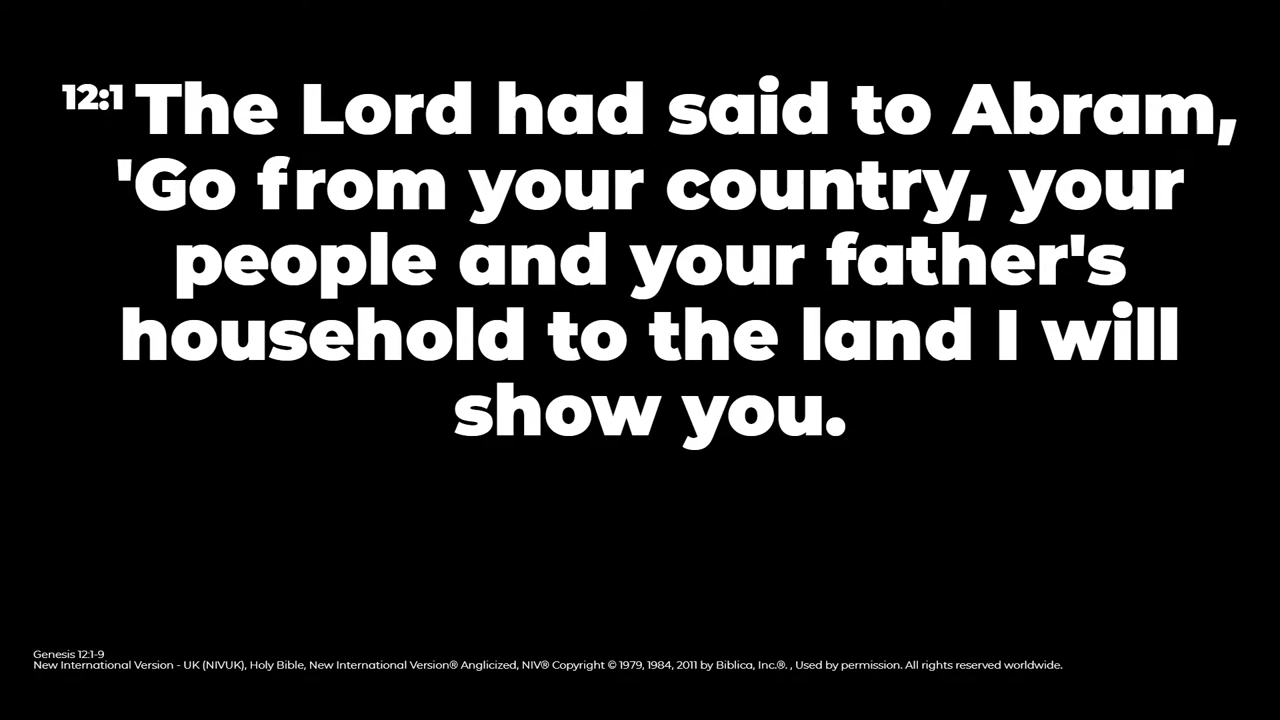 12:1 The Lord had said to Abram,
'Go from your country, your
people and your father's
household to the land I will
show you.
Genesis 12:1-9
New International Version - UK (NIVUK), Holy Bible, New International Version® Anglicized, NIV® Copyright © 1979, 1984, 2011 by Biblica, Inc.®. , Used by permission. All rights reserved worldwide.